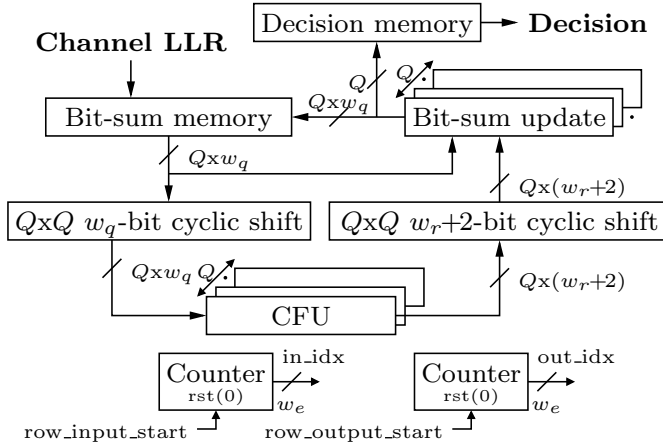 Decision memory
Decision
Channel LLR
Q
Q
Qxw_q
Bit-sum memory
Bit-sum update
Qxw_q
Qx(w_r+2)
QxQ w_q-bit cyclic shift
QxQ w_r+2-bit cyclic shift
Qxw_q
Q
Qx(w_r+2)
CFU
in_idx
out_idx
Counter
Counter
rst(0)
rst(0)
w_e
w_e
row_input_start
row_output_start